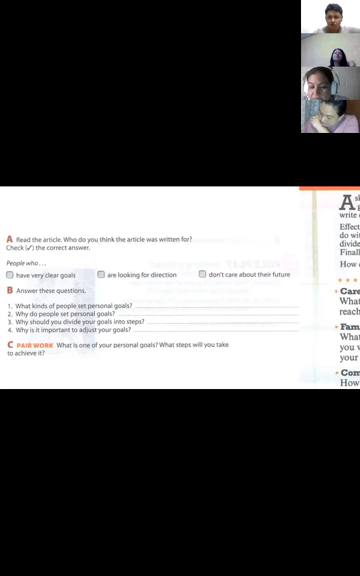 A Read the article. Who do you think the article was written for?
Check (✓) the correct answer.
People who . . .
have very clear goals
are looking for direction
don't care about their future
B Answer these questions.
1. What kinds of people set personal goals?
2. Why do people set personal goals?
3. Why should you divide your goals into steps?
4. Why is it important to adjust your goals?
C PAIR WORK What is one of your personal goals? What steps will you take
to achieve it?
write
Effect
do wi
divide
Finall
How
• Care
What
reach
• Fam
What
you
your
• Com
How